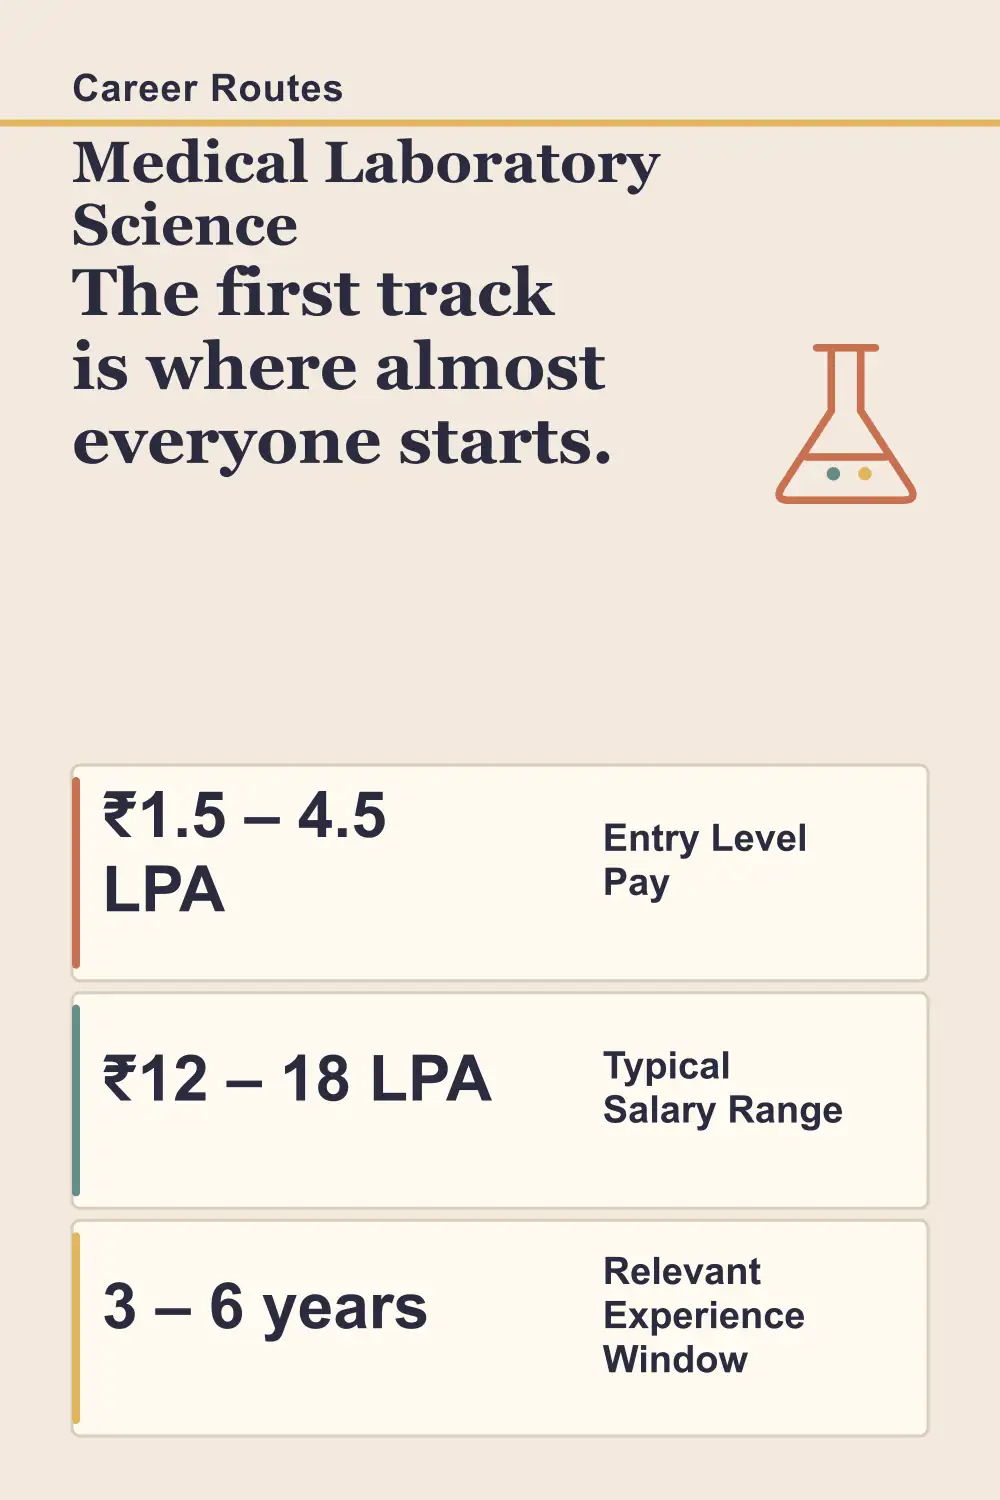 Career Routes
Medical Laboratory
Science
The first track
is where almost
everyone starts.
₹1.5 – 4.5
LPA
Entry Level
Pay
₹12 – 18 LPA
Typical
Salary Range
3 – 6 years
Relevant
Experience
Window